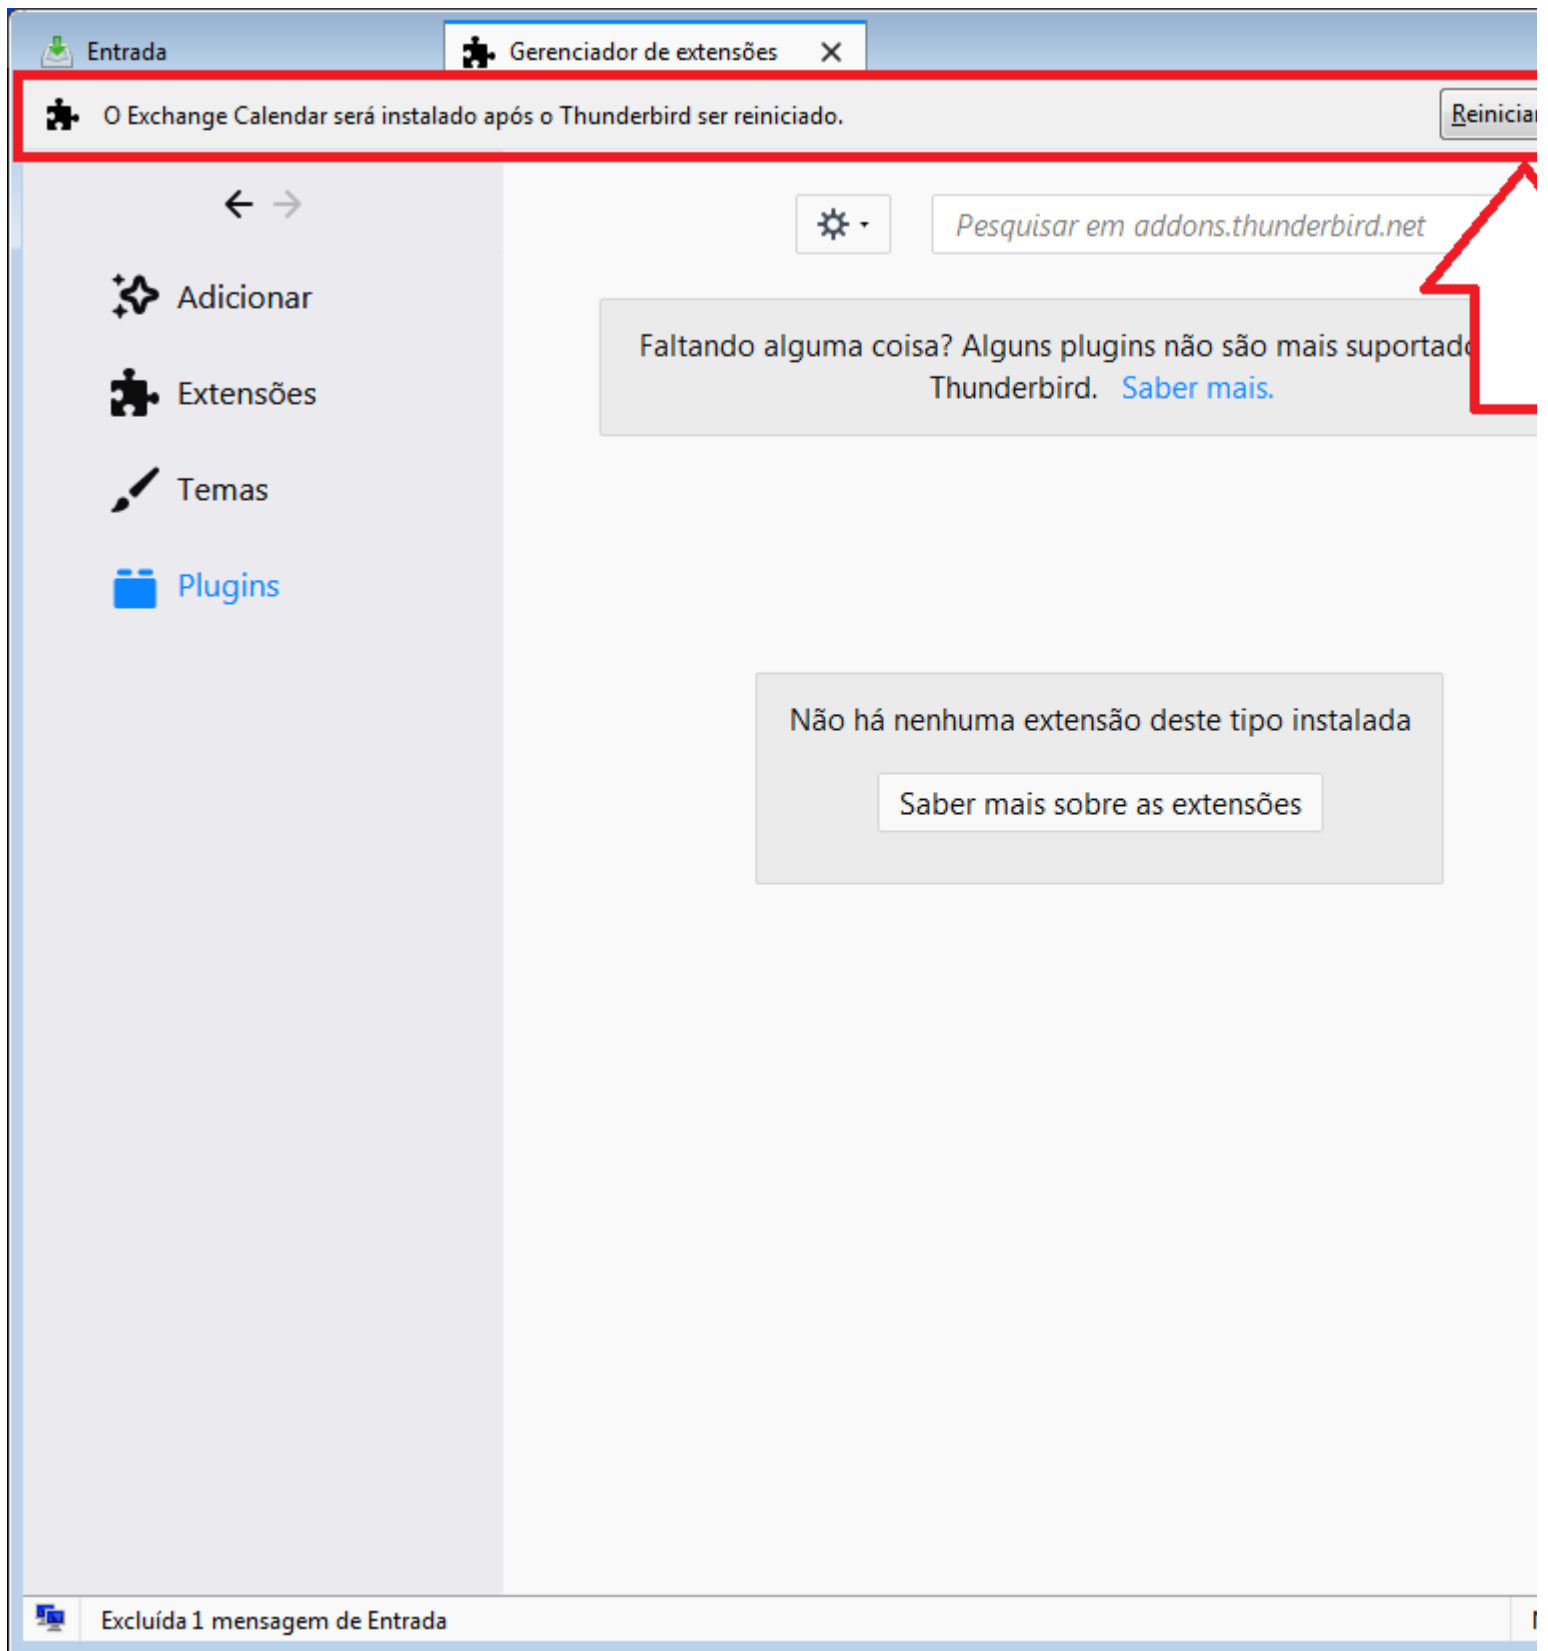 Entrada
Gerenciador de extensões
O Exchange Calendar será instalado após o Thunderbird ser reiniciado.
Reiniciar
Pesquisar em addons.thunderbird.net
Adicionar
Faltando alguma coisa? Alguns plugins não são mais suportado
Thunderbird. Saber mais.
Extensões
Temas
Plugins
Não há nenhuma extensão deste tipo instalada
Saber mais sobre as extensões
Excluída 1 mensagem de Entrada